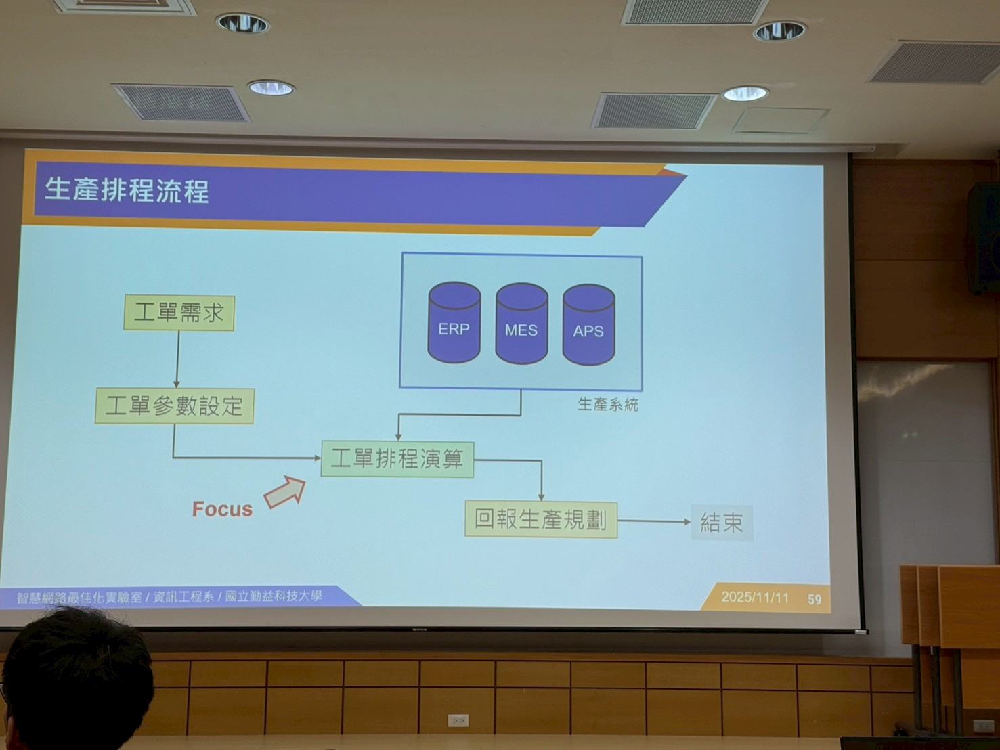 生產排程流程
工單需求
ERP
MES
APS
工單參數設定
生產系統
工單排程演算
Focus
回報生產規劃
結束
智慧網路最佳化實驗室 / 資訊工程系 / 國立勤益科技大學
2025/11/11
59